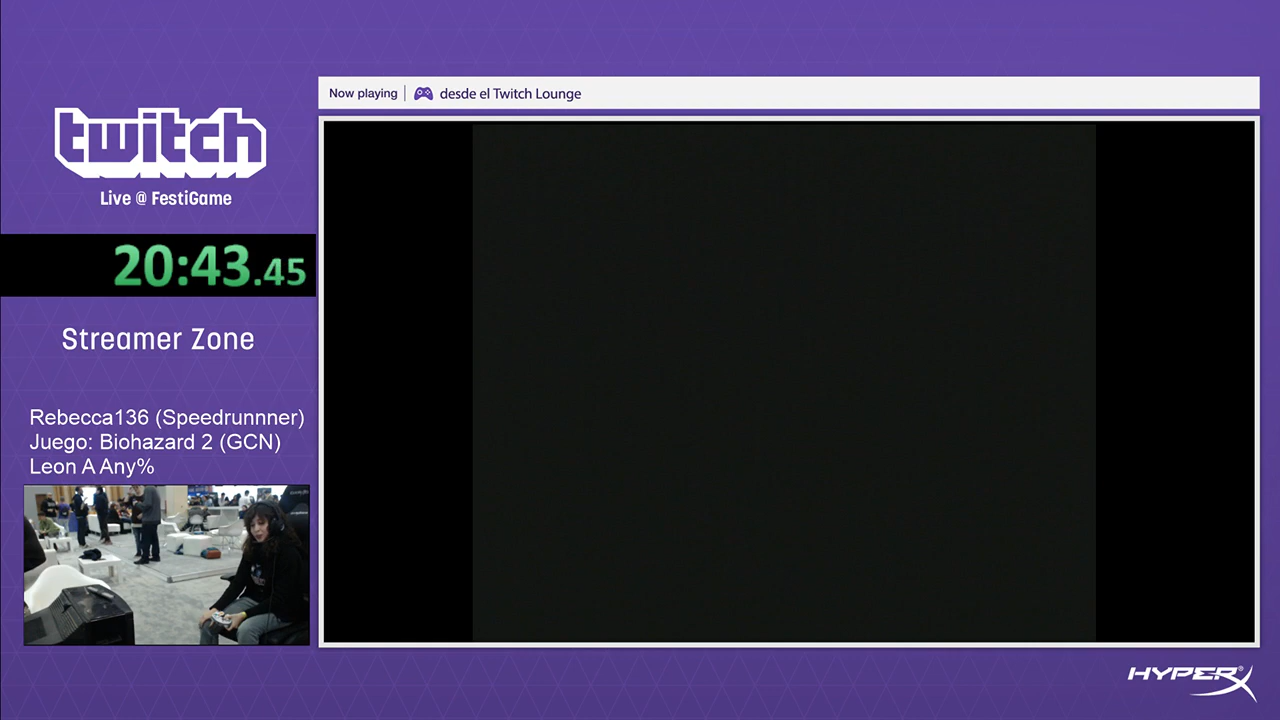 Now playing | desde el Twitch Lounge
twitch
Live @ FestiGame
20:43.45
Streamer Zone
Rebecca136 (Speedrunnner)
Juego: Biohazard 2 (GCN)
Leon A Any%
HYPERX